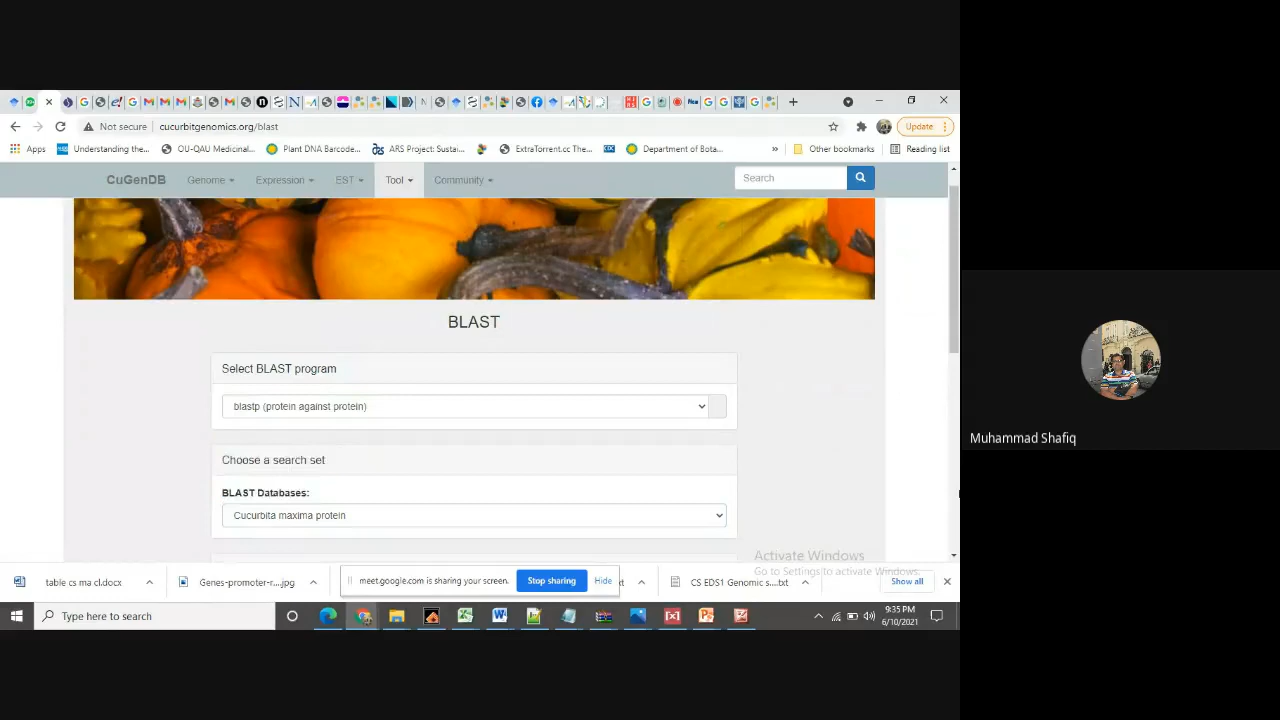 Not secure | cucurbitgenomics.org/blast
Update
Apps
Understanding the...
OU-QAU Medicinal...
Plant DNA Barcode...
ARS Project: Sustai...
ExtraTorrent.cc The...
Department of Bota...
»
Other bookmarks
Reading list
CuGenDB
Genome
Expression
EST
Tool
Community
Search
BLAST
Select BLAST program
blastp (protein against protein)
Choose a search set
BLAST Databases:
Cucurbita maxima protein
Activate Windows
Go to Settings to activate Windows.
table cs ma cl.docx
Genes-promoter-r....jpg
meet.google.com is sharing your screen.
Stop sharing
Hide
CS EDS1 Genomic s....txt
Show all
Type here to search
9:35 PM
6/10/2021
Muhammad Shafiq